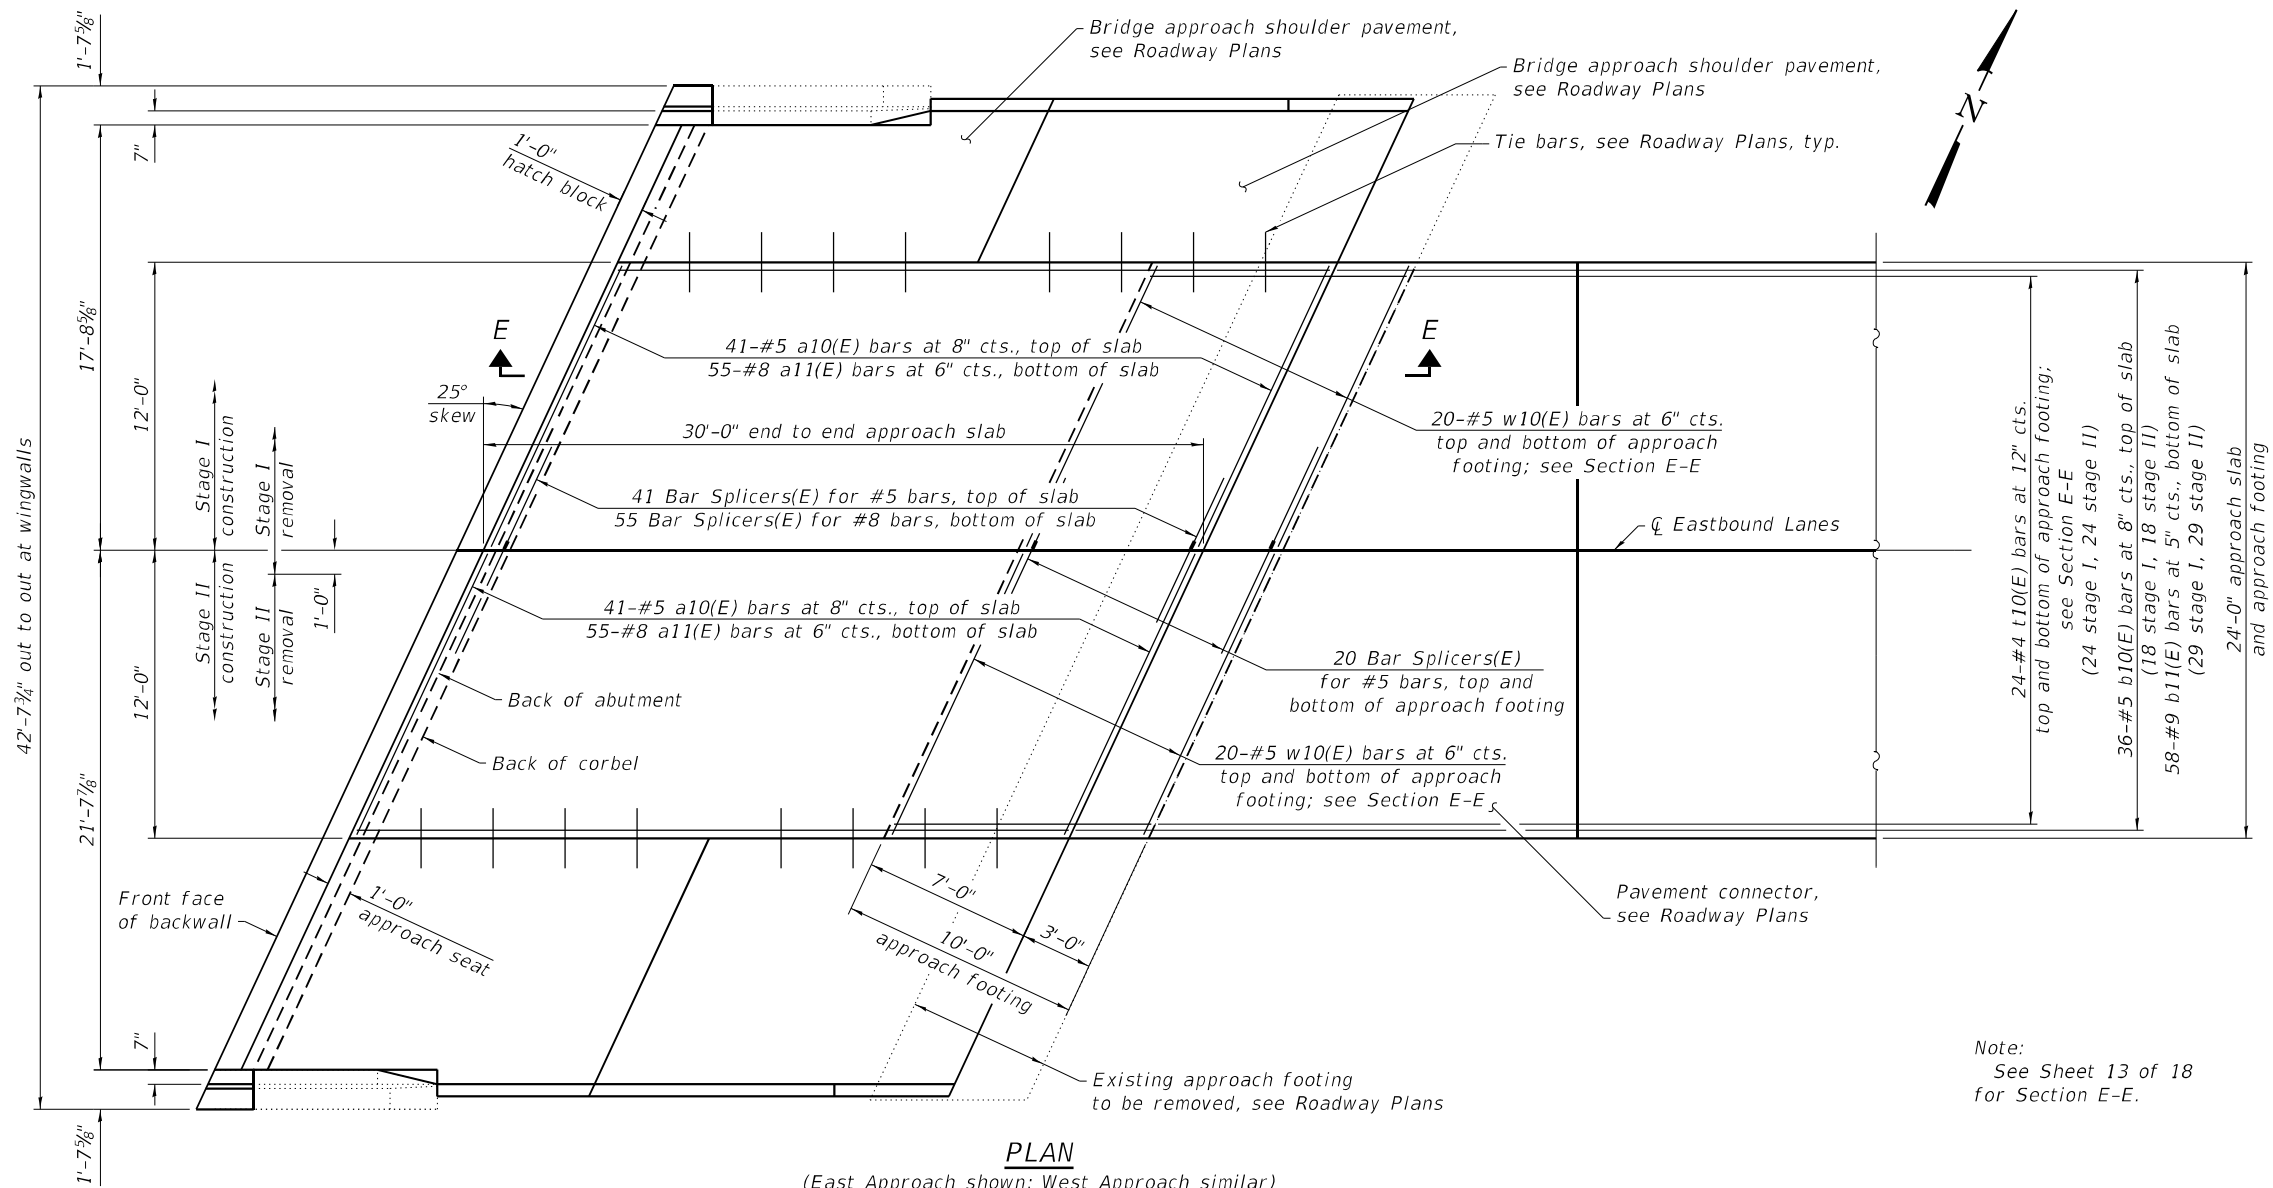 1'-7⅝"
7"
17'-8⅝"
12'-0"
42'-7¾" out to out at wingwalls
21'-7⅞"
12'-0"
7"
1'-7⅝"
Stage I
construction
Stage I
removal
Stage II
construction
Stage II
removal
1'-0"
Bridge approach shoulder pavement,
see Roadway Plans
Bridge approach shoulder pavement,
see Roadway Plans
Tie bars, see Roadway Plans, typ.
N
1'-0"
hatch block
E
E
25°
skew
41-#5 a10(E) bars at 8" cts., top of slab
55-#8 a11(E) bars at 6" cts., bottom of slab
30'-0" end to end approach slab
20-#5 w10(E) bars at 6" cts.
top and bottom of approach
footing; see Section E-E
41 Bar Splicers(E) for #5 bars, top of slab
55 Bar Splicers(E) for #8 bars, bottom of slab
℄ Eastbound Lanes
41-#5 a10(E) bars at 8" cts., top of slab
55-#8 a11(E) bars at 6" cts., bottom of slab
20 Bar Splicers(E)
for #5 bars, top and
bottom of approach footing
Back of abutment
Back of corbel
20-#5 w10(E) bars at 6" cts.
top and bottom of approach
footing; see Section E-E
24-#4 t10(E) bars at 12" cts.
top and bottom of approach footing;
see Section E-E
(24 stage I, 24 stage II)
36-#5 b10(E) bars at 8" cts., top of slab
(18 stage I, 18 stage II)
58-#9 b11(E) bars at 5" cts., bottom of slab
(29 stage I, 29 stage II)
24'-0" approach slab
and approach footing
Front face
of backwall
1'-0"
approach seat
7'-0"
3'-0"
10'-0"
approach footing
Pavement connector,
see Roadway Plans
Existing approach footing
to be removed, see Roadway Plans
Note:
See Sheet 13 of 18
for Section E-E.
PLAN
(East Approach shown; West Approach similar)